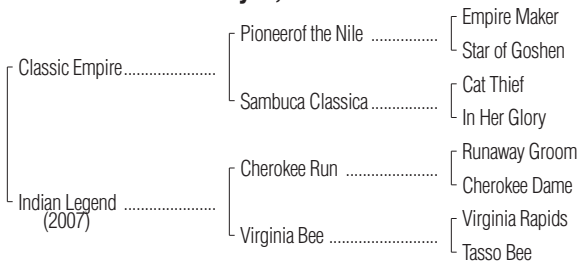 Empire Maker
Pioneerof the Nile ................
Star of Goshen
Classic Empire......................
Cat Thief
Sambuca Classica................
In Her Glory
Runaway Groom
Cherokee Run ......................
Cherokee Dame
Indian Legend ......................
(2007)
Virginia Rapids
Virginia Bee ..........................
Tasso Bee